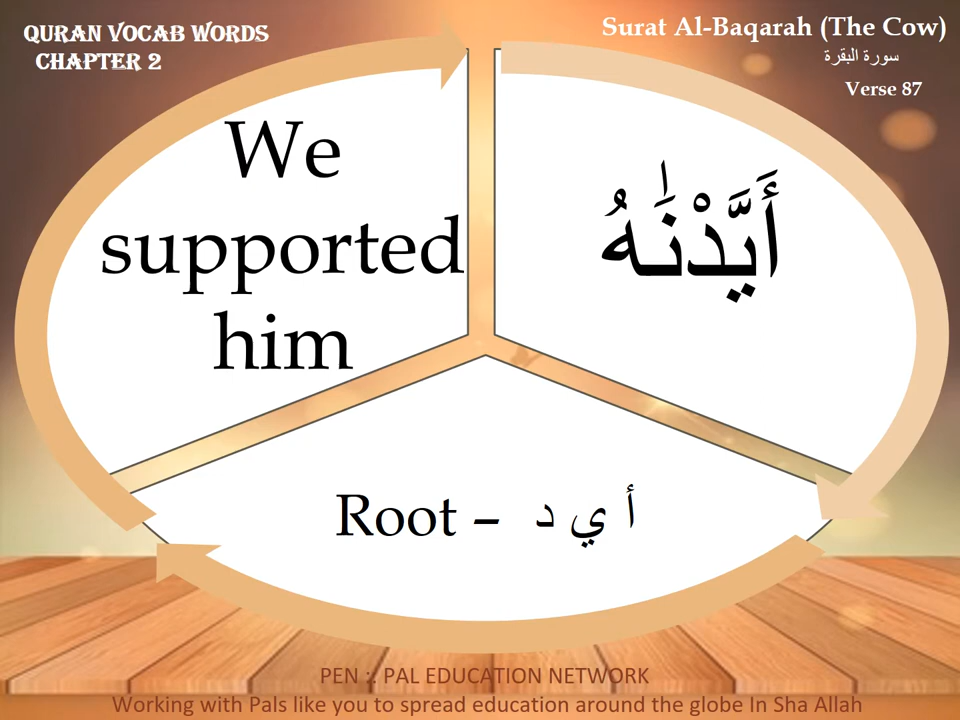 QURAN VOCAB WORDS
CHAPTER 2
Surat Al-Baqarah (The Cow)
سورة البقرة
Verse 87
We
supported
him
أَيَّدْنَٰهُ
Root – أ ي د
PEN :: PAL EDUCATION NETWORK
Working with Pals like you to spread education around the globe In Sha Allah